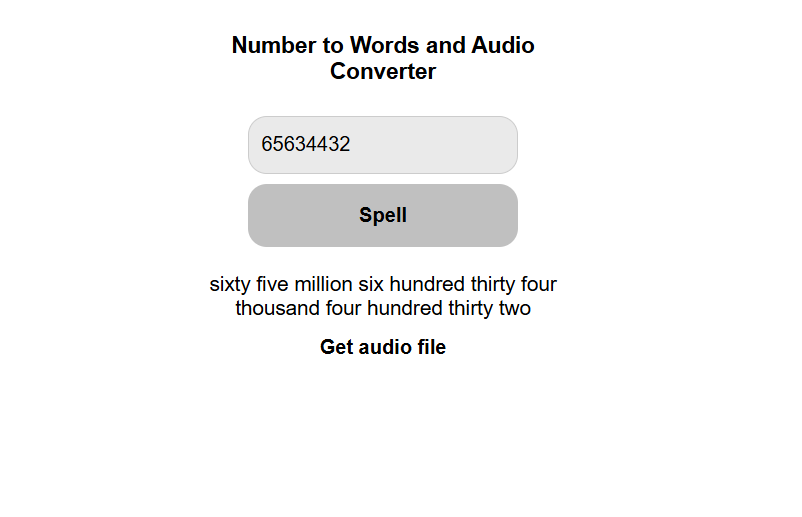 Number to Words and Audio
Converter
65634432
Spell
sixty five million six hundred thirty four
thousand four hundred thirty two
Get audio file